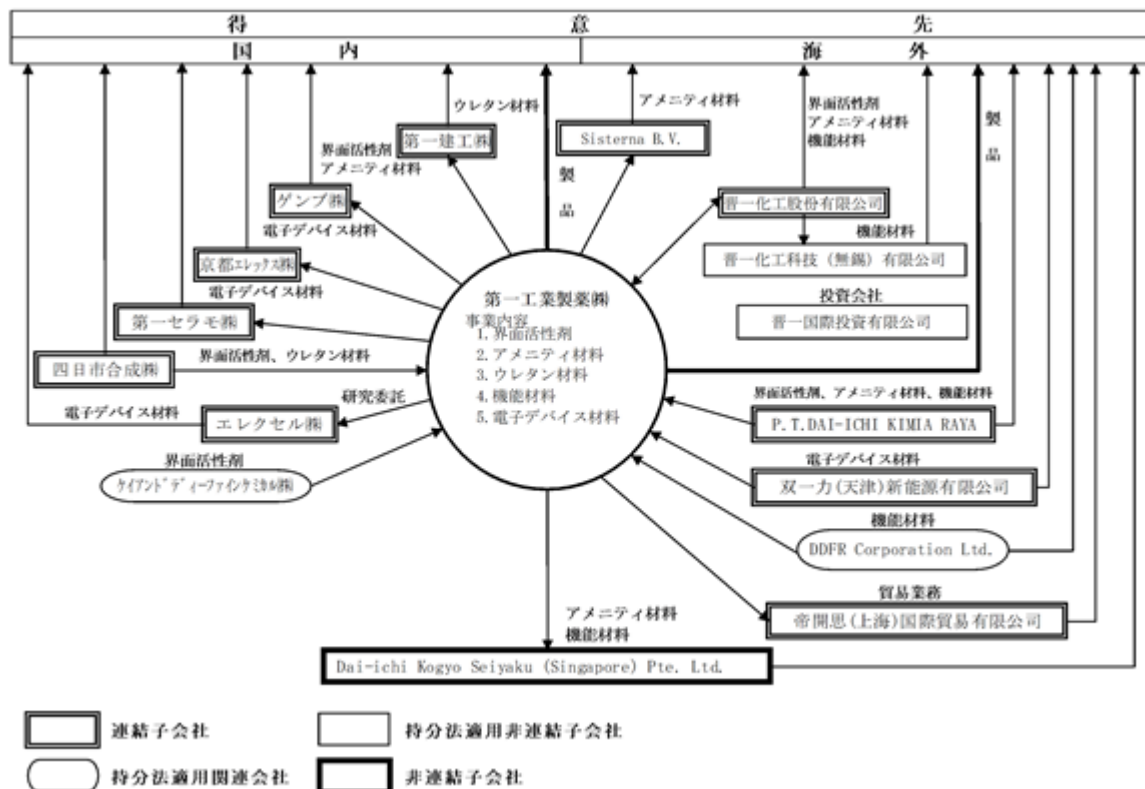 得意先
国内 海外
ウレタン材料
アメニティ材料
界面活性剤
アメニティ材料
機能材料
製品
第一建工㈱
Sisterna B.V.
界面活性剤
アメニティ材料
製品
ゲンブ㈱
晋一化工股份有限公司
電子デバイス材料
機能材料
京都エレックス㈱
晋一化工科技（無錫）有限公司
電子デバイス材料
投資会社
第一セラモ㈱
晋一国際投資有限公司
第一工業製薬㈱
事業内容
1.界面活性剤
2.アメニティ材料
3.ウレタン材料
4.機能材料
5.電子デバイス材料
界面活性剤、ウレタン材料
四日市合成㈱
研究委託
電子デバイス材料
エレクセル㈱
界面活性剤、アメニティ材料、機能材料
P.T.DAI-ICHI KIMIA RAYA
界面活性剤
ケイアンドディーファインケミカル㈱
電子デバイス材料
双一力(天津)新能源有限公司
機能材料
DDFR Corporation Ltd.
貿易業務
帝開思(上海)国際貿易有限公司
アメニティ材料
機能材料
Dai-ichi Kogyo Seiyaku (Singapore) Pte. Ltd.
連結子会社 持分法適用非連結子会社
持分法適用関連会社 非連結子会社